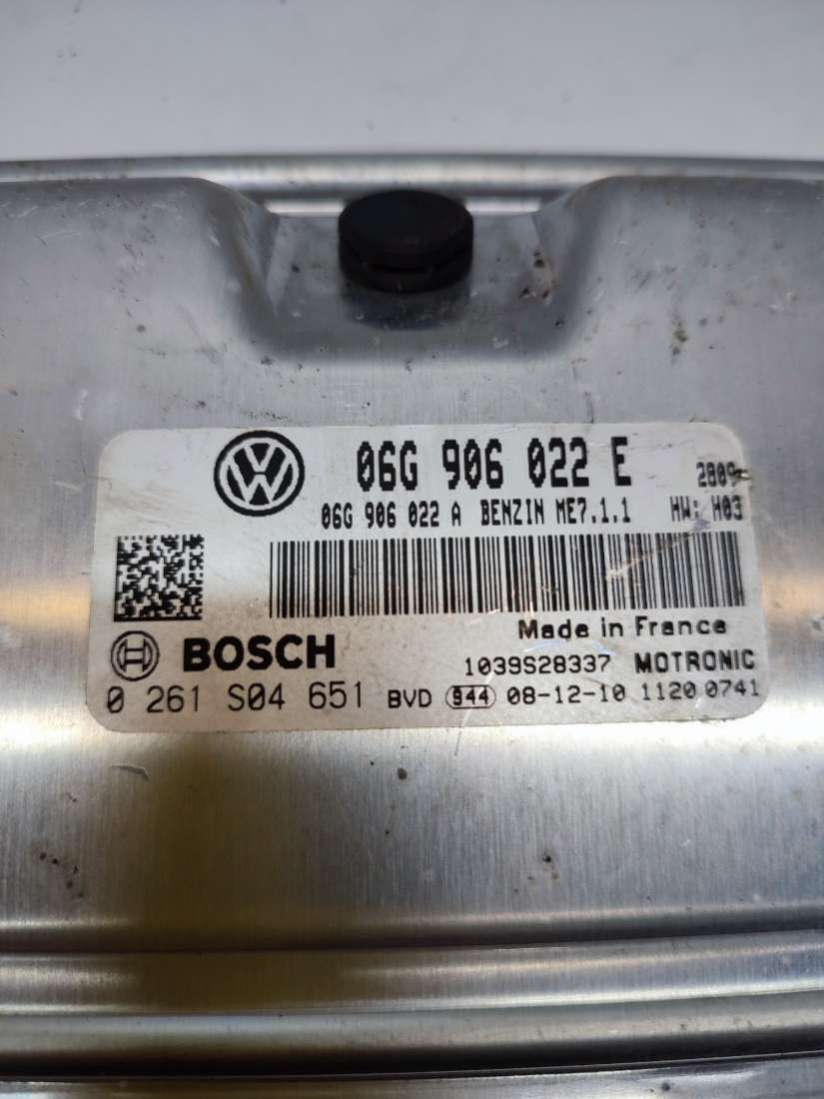 06G 906 022 E 2809
06G 906 022 A BENZIN ME7.1.1 HW: H03
Made in France
BOSCH 1039S28337 MOTRONIC
0 261 S04 651 BVD 944 08-12-10 1120 0741